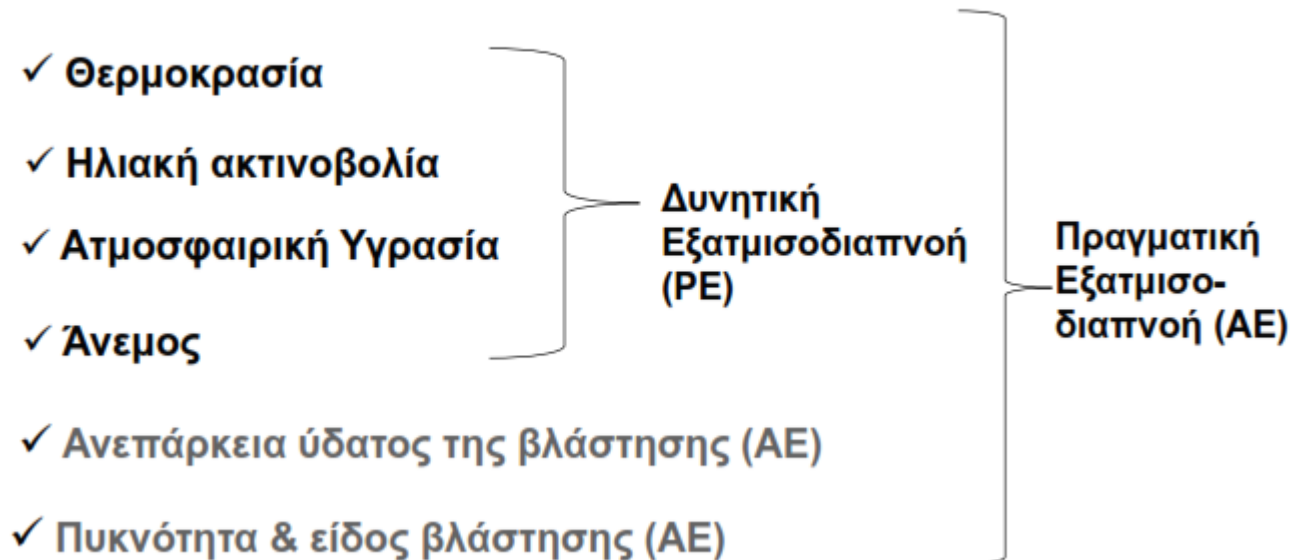 ✓ Θερμοκρασία
✓ Ηλιακή ακτινοβολία
✓ Ατμοσφαιρική Υγρασία
✓ Άνεμος
Δυνητική
Εξατμισοδιαπνοή
(PE)
Πραγματική
Εξατμισο-
διαπνοή (AE)
✓ Ανεπάρκεια ύδατος της βλάστησης (AE)
✓ Πυκνότητα & είδος βλάστησης (AE)